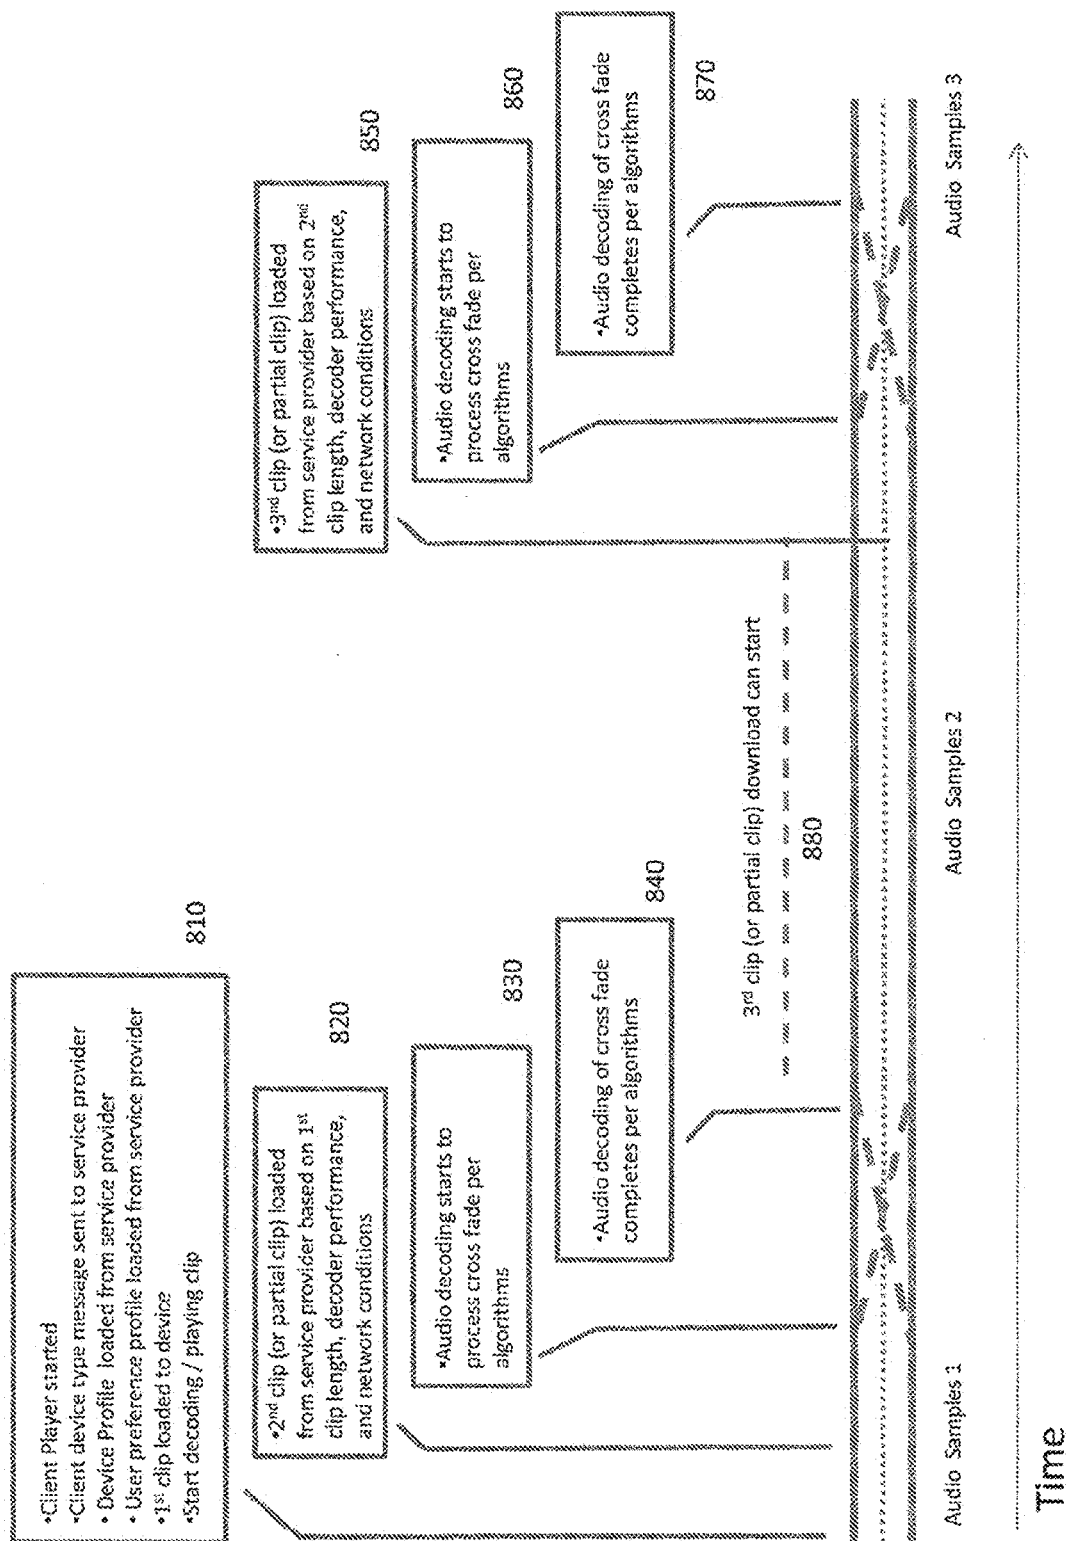 •Client Player started
•Client device type message sent to service provider
• Device Profile loaded from service provider
• User preference profile loaded from service provider
•1st clip loaded to device
•Start decoding / playing clip
810
•2nd clip (or partial clip) loaded
from service provider based on 1st
clip length, decoder performance,
and network conditions
820
•Audio decoding starts to
process cross fade per
algorithms
830
•Audio decoding of cross fade
completes per algorithms
840
3rd clip (or partial clip) download can start
880
•3rd clip (or partial clip) loaded
from service provider based on 2nd
clip length, decoder performance,
and network conditions
850
•Audio decoding starts to
process cross fade per
algorithms
860
•Audio decoding of cross fade
completes per algorithms
870
Audio Samples 1
Audio Samples 2
Audio Samples 3
Time